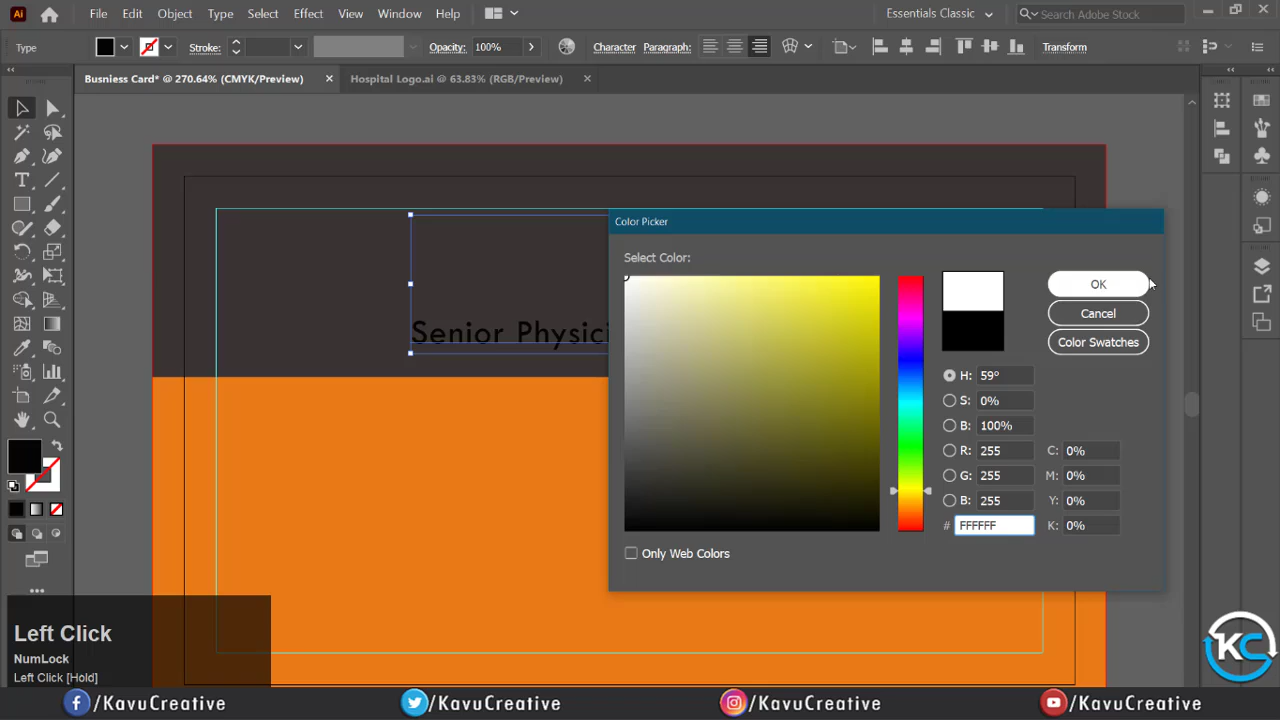 Ai File Edit Object Type Select Effect View Window Help Essentials Classic Search Adobe Stock
Type Stroke: Opacity: 100% Character Paragraph: Transform
Busniess Card* @ 270.64% (CMYK/Preview) × Hospital Logo.ai @ 63.83% (RGB/Preview) ×
Color Picker
Select Color:
OK
Cancel
Color Swatches
Senior Physici
H: 59°
S: 0%
B: 100%
R: 255 C: 0%
G: 255 M: 0%
B: 255 Y: 0%
# FFFFFF K: 0%
Only Web Colors
Left Click
NumLock
Left Click [Hold]
KC
/KavuCreative /KavuCreative /KavuCreative /KavuCreative